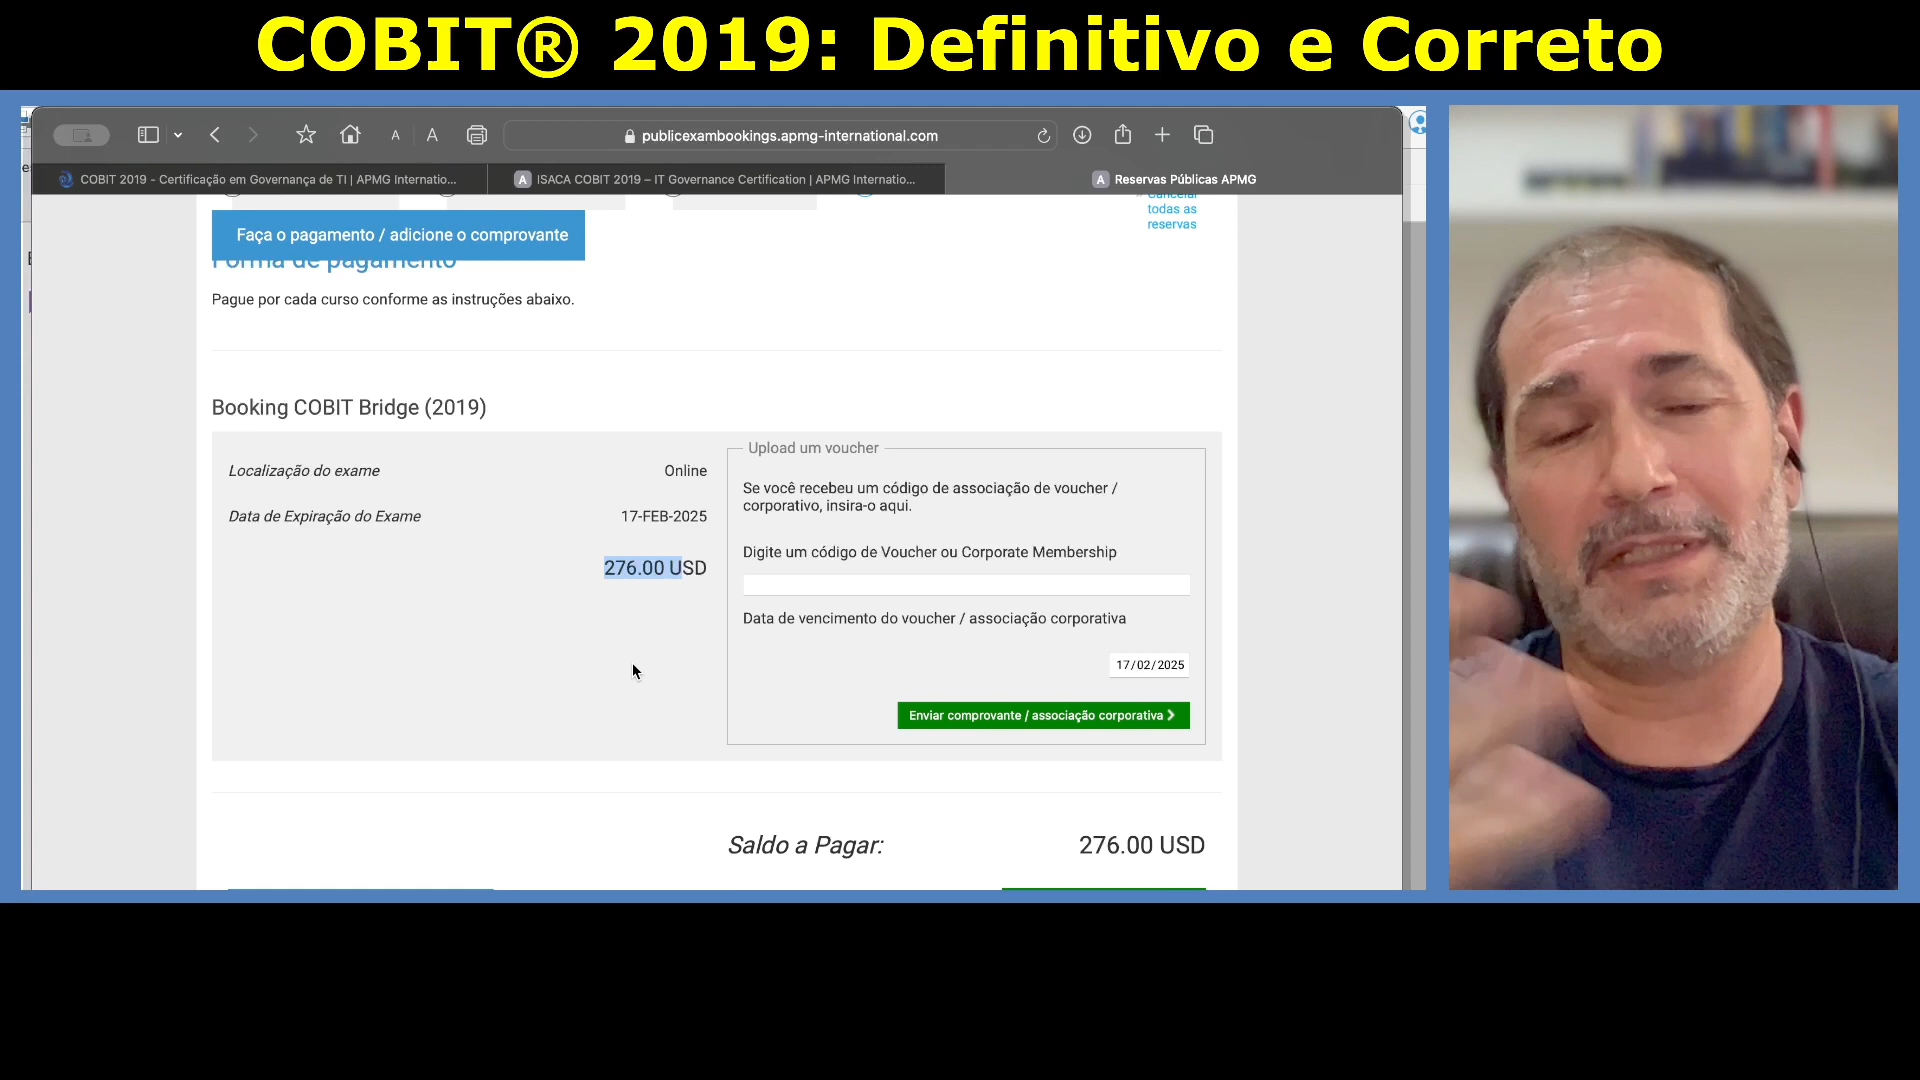 COBIT® 2019: Definitivo e Correto
A A
publicexambookings.apmg-international.com
COBIT 2019 - Certificação em Governança de TI | APMG Internatio...
A ISACA COBIT 2019 – IT Governance Certification | APMG Internatio...
A Reservas Públicas APMG
Cancelar
todas as
reservas
Faça o pagamento / adicione o comprovante
Forma de pagamento
Pague por cada curso conforme as instruções abaixo.
Booking COBIT Bridge (2019)
Localização do exame Online
Data de Expiração do Exame 17-FEB-2025
276.00 USD
Upload um voucher
Se você recebeu um código de associação de voucher /
corporativo, insira-o aqui.
Digite um código de Voucher ou Corporate Membership
Data de vencimento do voucher / associação corporativa
17/02/2025
Enviar comprovante / associação corporativa
Saldo a Pagar: 276.00 USD